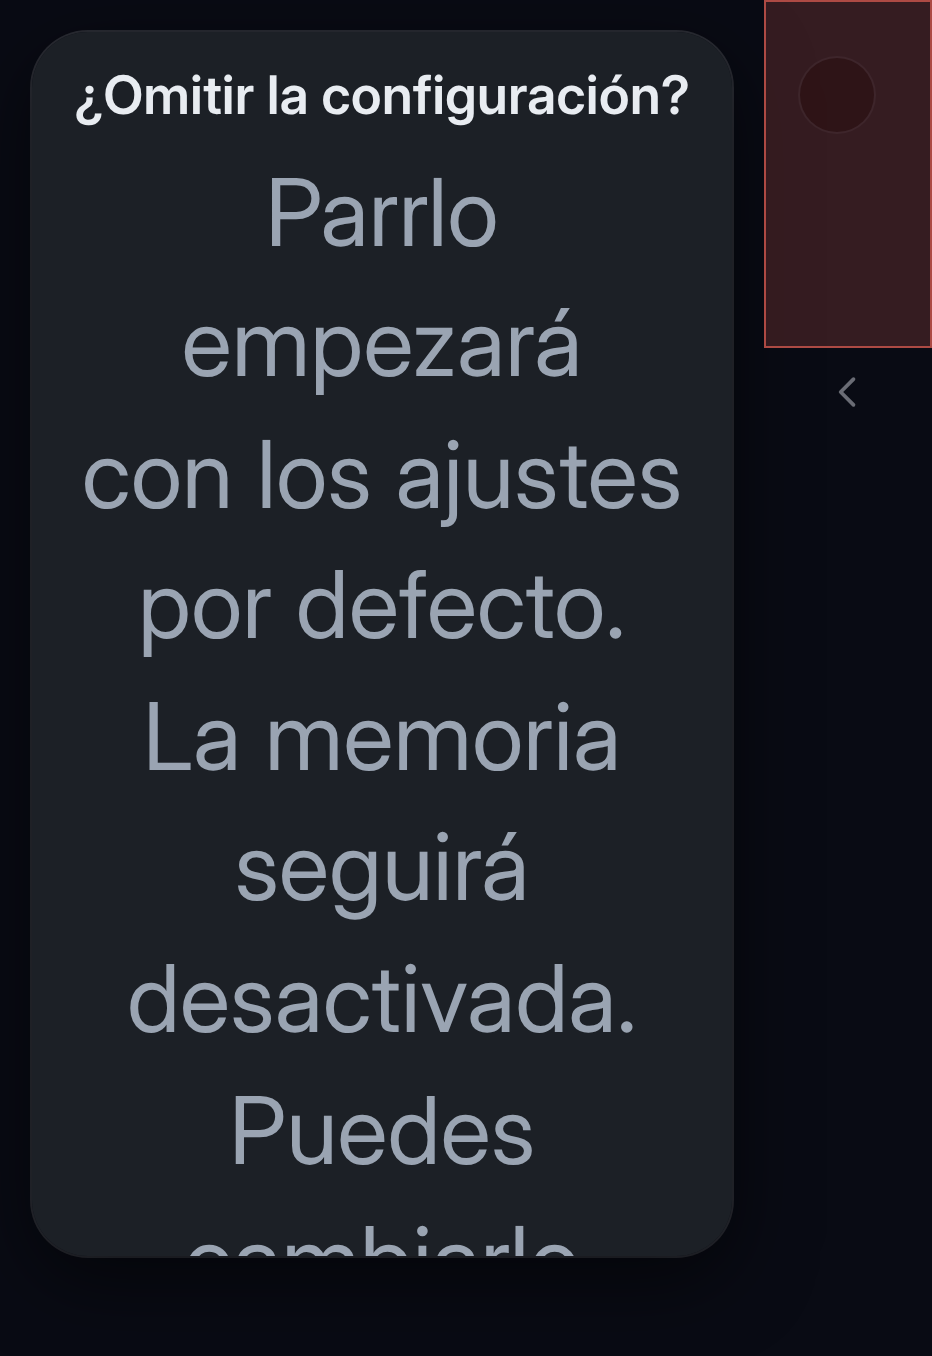 ¿Omitir la configuración?
Parrlo
empezará
con los ajustes
por defecto.
La memoria
seguirá
desactivada.
Puedes